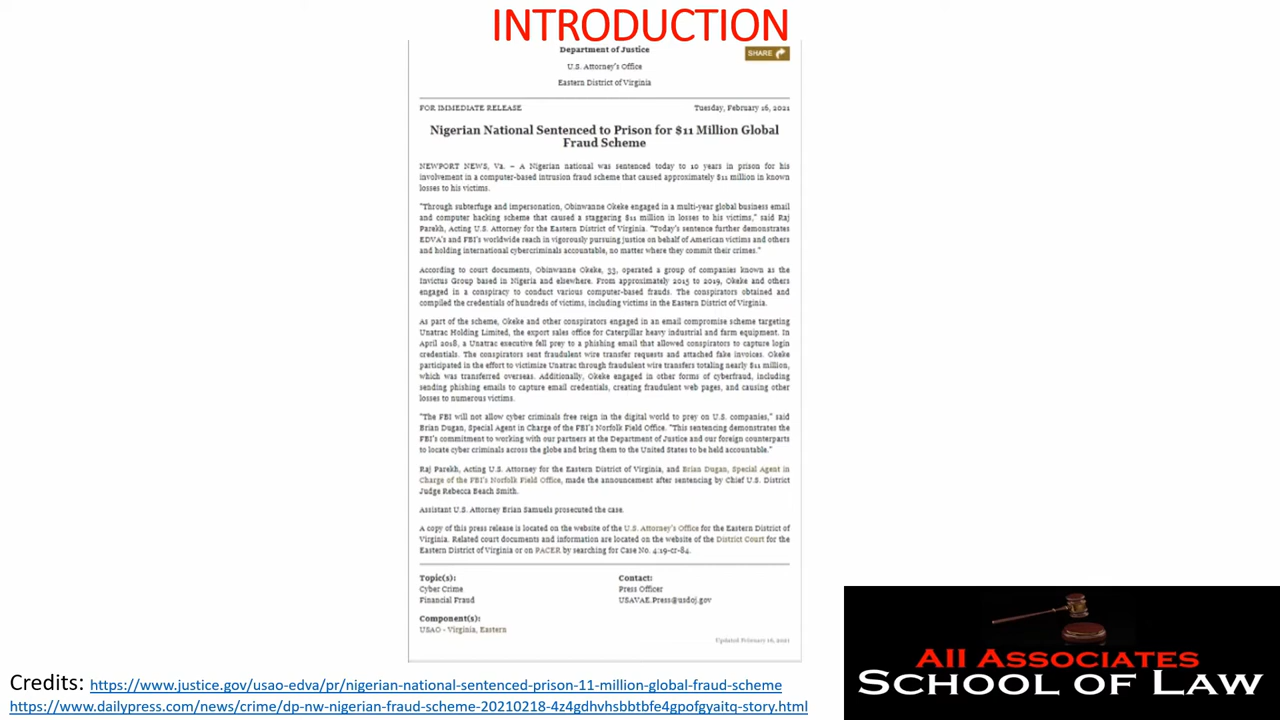 INTRODUCTION
Department of Justice
SHARE
U.S. Attorney's Office
Eastern District of Virginia
FOR IMMEDIATE RELEASE Tuesday, February 16, 2021
Nigerian National Sentenced to Prison for $11 Million Global
Fraud Scheme
NEWPORT NEWS, Va. – A Nigerian national was sentenced today to 10 years in prison for his
involvement in a computer-based intrusion fraud scheme that caused approximately $11 million in known
losses to his victims.
"Through subterfuge and impersonation, Obinwanne Okeke engaged in a multi-year global business email
and computer hacking scheme that caused a staggering $11 million in losses to his victims," said Raj
Parekh, Acting U.S. Attorney for the Eastern District of Virginia. "Today's sentence further demonstrates
EDVA's and FBI's worldwide reach in vigorously pursuing justice on behalf of American victims and others
and holding international cybercriminals accountable, no matter where they commit their crimes."
According to court documents, Obinwanne Okeke, 33, operated a group of companies known as the
Invictus Group based in Nigeria and elsewhere. From approximately 2015 to 2019, Okeke and others
engaged in a conspiracy to conduct various computer-based frauds. The conspirators obtained and
compiled the credentials of hundreds of victims, including victims in the Eastern District of Virginia.
As part of the scheme, Okeke and other conspirators engaged in an email compromise scheme targeting
Unatrac Holding Limited, the export sales office for Caterpillar heavy industrial and farm equipment. In
April 2018, a Unatrac executive fell prey to a phishing email that allowed conspirators to capture login
credentials. The conspirators sent fraudulent wire transfer requests and attached fake invoices. Okeke
participated in the effort to victimize Unatrac through fraudulent wire transfers totaling nearly $11 million,
which was transferred overseas. Additionally, Okeke engaged in other forms of cyberfraud, including
sending phishing emails to capture email credentials, creating fraudulent web pages, and causing other
losses to numerous victims.
"The FBI will not allow cyber criminals free reign in the digital world to prey on U.S. companies," said
Brian Dugan, Special Agent in Charge of the FBI's Norfolk Field Office. "This sentencing demonstrates the
FBI's commitment to working with our partners at the Department of Justice and our foreign counterparts
to locate cyber criminals across the globe and bring them to the United States to be held accountable."
Raj Parekh, Acting U.S. Attorney for the Eastern District of Virginia, and Brian Dugan, Special Agent in
Charge of the FBI's Norfolk Field Office, made the announcement after sentencing by Chief U.S. District
Judge Rebecca Beach Smith.
Assistant U.S. Attorney Brian Samuels prosecuted the case.
A copy of this press release is located on the website of the U.S. Attorney's Office for the Eastern District of
Virginia. Related court documents and information are located on the website of the District Court for the
Eastern District of Virginia or on PACER by searching for Case No. 4:19-cr-84.
Topic(s): Contact:
Cyber Crime Press Officer
Financial Fraud USAVAE.Press@usdoj.gov
Component(s):
USAO - Virginia, Eastern
Updated February 16, 2021
All Associates
SCHOOL OF LAW
Credits: https://www.justice.gov/usao-edva/pr/nigerian-national-sentenced-prison-11-million-global-fraud-scheme
https://www.dailypress.com/news/crime/dp-nw-nigerian-fraud-scheme-20210218-4z4gdhvhsbbtbfe4gpofgyaitq-story.html